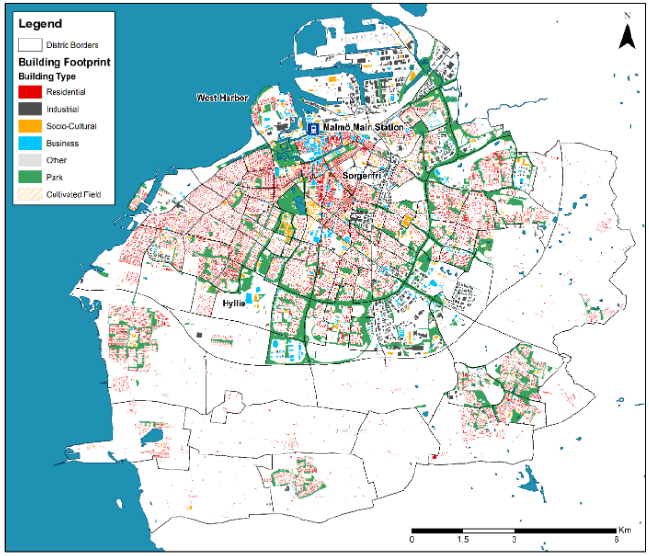 Legend
Distric Borders
Building Footprint
Building Type
Residential
Industrial
Socio-Cultural
Business
Other
Park
Cultivated Field
N
West Harbor
Malmö Main Station
Sorgenfri
Hyllie
Km
0 1.5 3 6